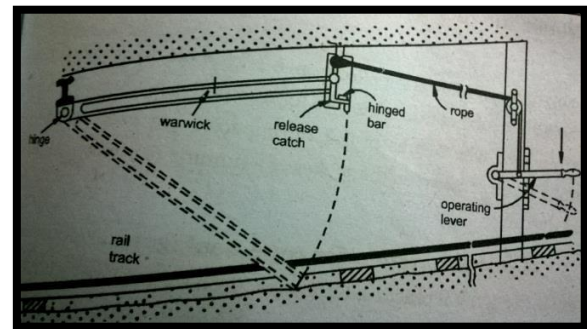 hinge
warwick
release
catch
hinged
bar
rope
operating
lever
rail
track